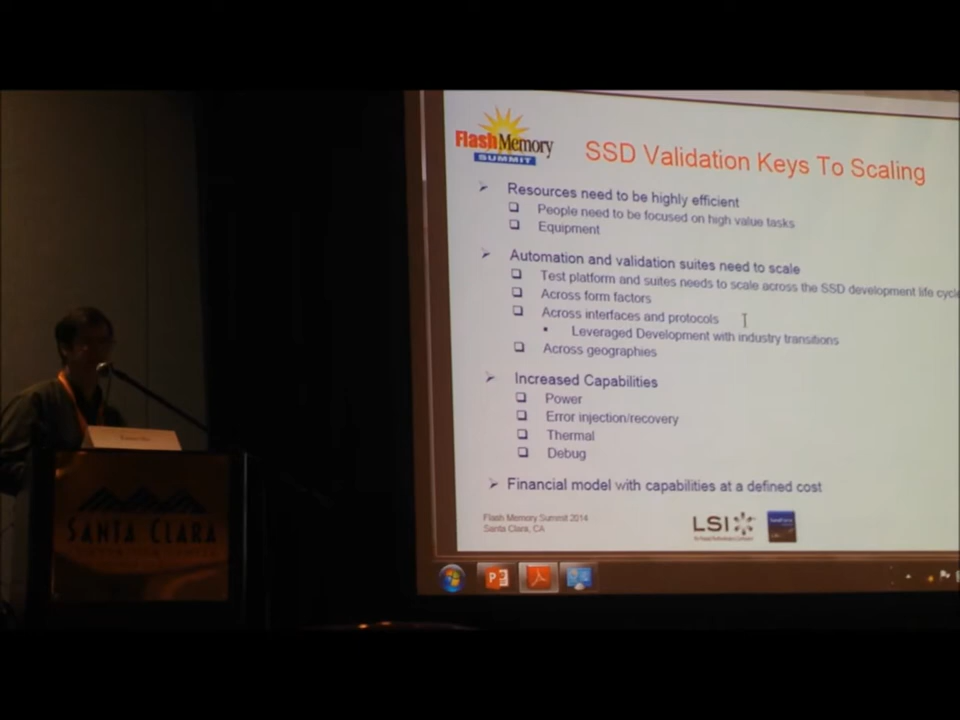 FlashMemory
SUMMIT
SSD Validation Keys To Scaling
Resources need to be highly efficient
People need to be focused on high value tasks
Equipment
Automation and validation suites need to scale
Test platform and suites needs to scale across the SSD development life cycle
Across form factors
Across interfaces and protocols
Leveraged Development with industry transitions
Across geographies
Increased Capabilities
Power
Error injection/recovery
Thermal
Debug
Financial model with capabilities at a defined cost
Flash Memory Summit 2014
Santa Clara, CA
LSI
SANTA CLARA